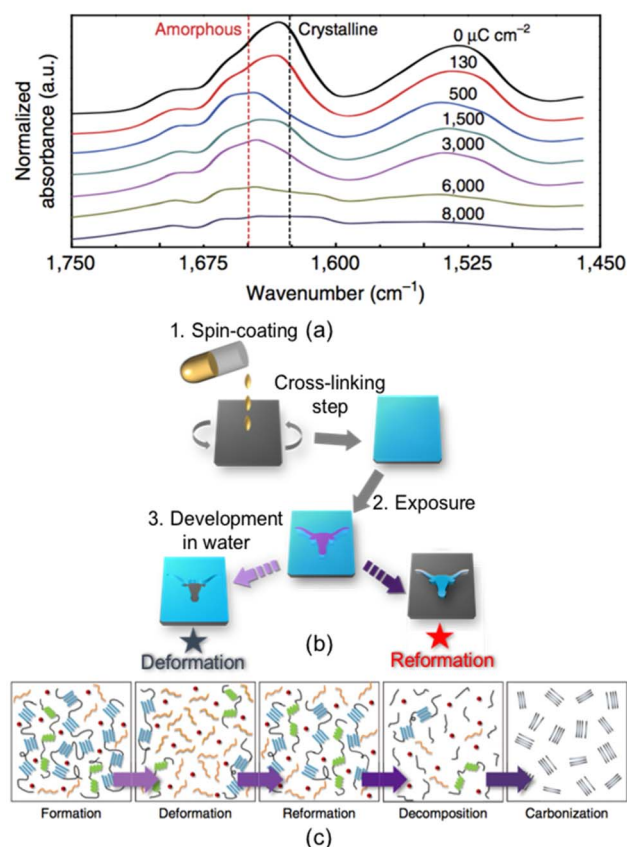 Amorphous
Crystalline
0 μC cm⁻²
130
500
1,500
3,000
6,000
8,000
Normalized
absorbance (a.u.)
1,750
1,675
1,600
1,525
1,450
Wavenumber (cm⁻¹)
(a)
1. Spin-coating
Cross-linking
step
2. Exposure
3. Development
in water
(b)
Deformation
Reformation
Formation
Deformation
Reformation
Decomposition
Carbonization
(c)